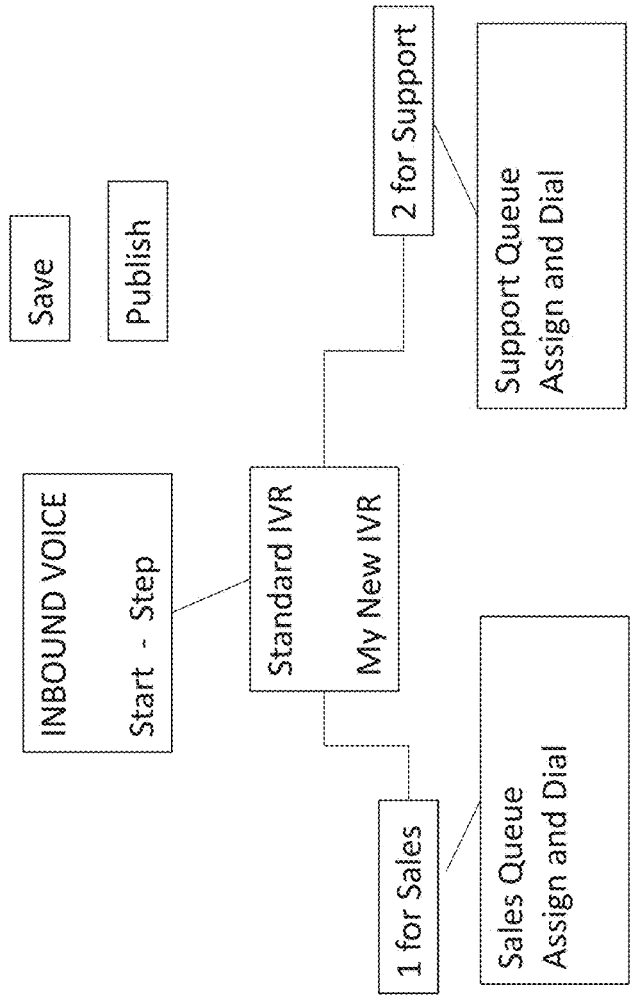 Save
Publish
INBOUND VOICE
Start - Step
Standard IVR
My New IVR
1 for Sales
2 for Support
Sales Queue
Assign and Dial
Support Queue
Assign and Dial